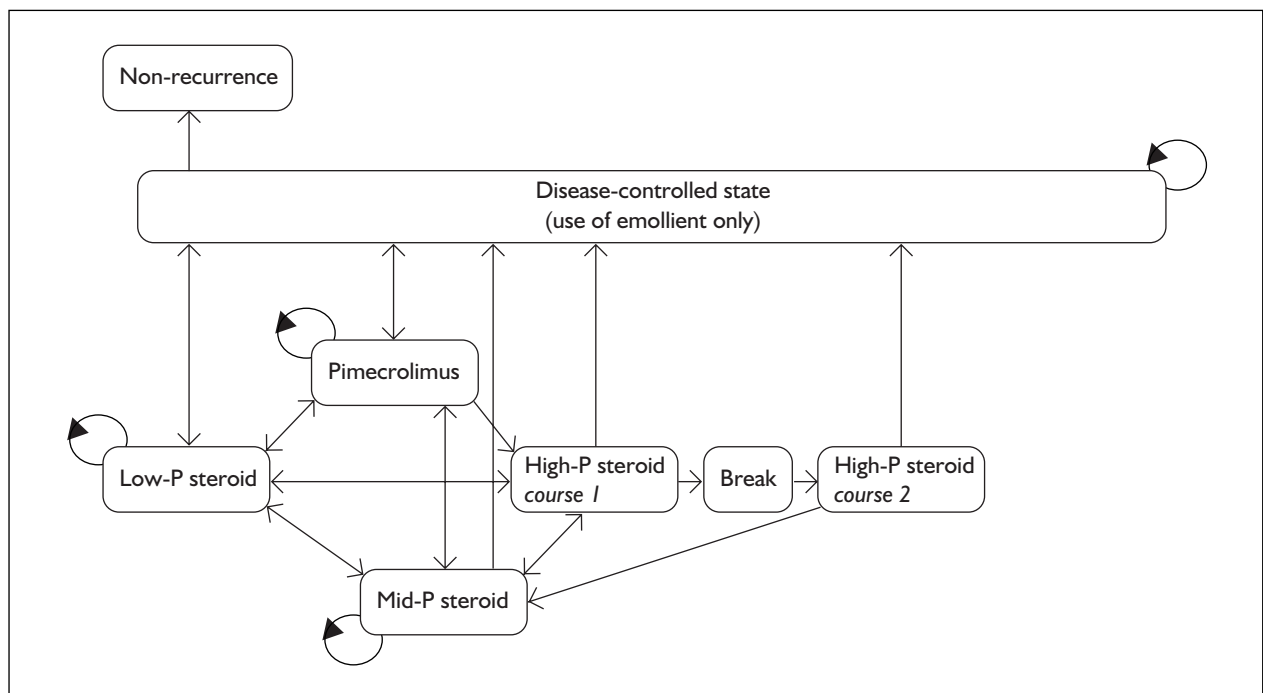 Non-recurrence
Disease-controlled state
(use of emollient only)
Pimecrolimus
Low-P steroid
High-P steroid
course 1
Break
High-P steroid
course 2
Mid-P steroid